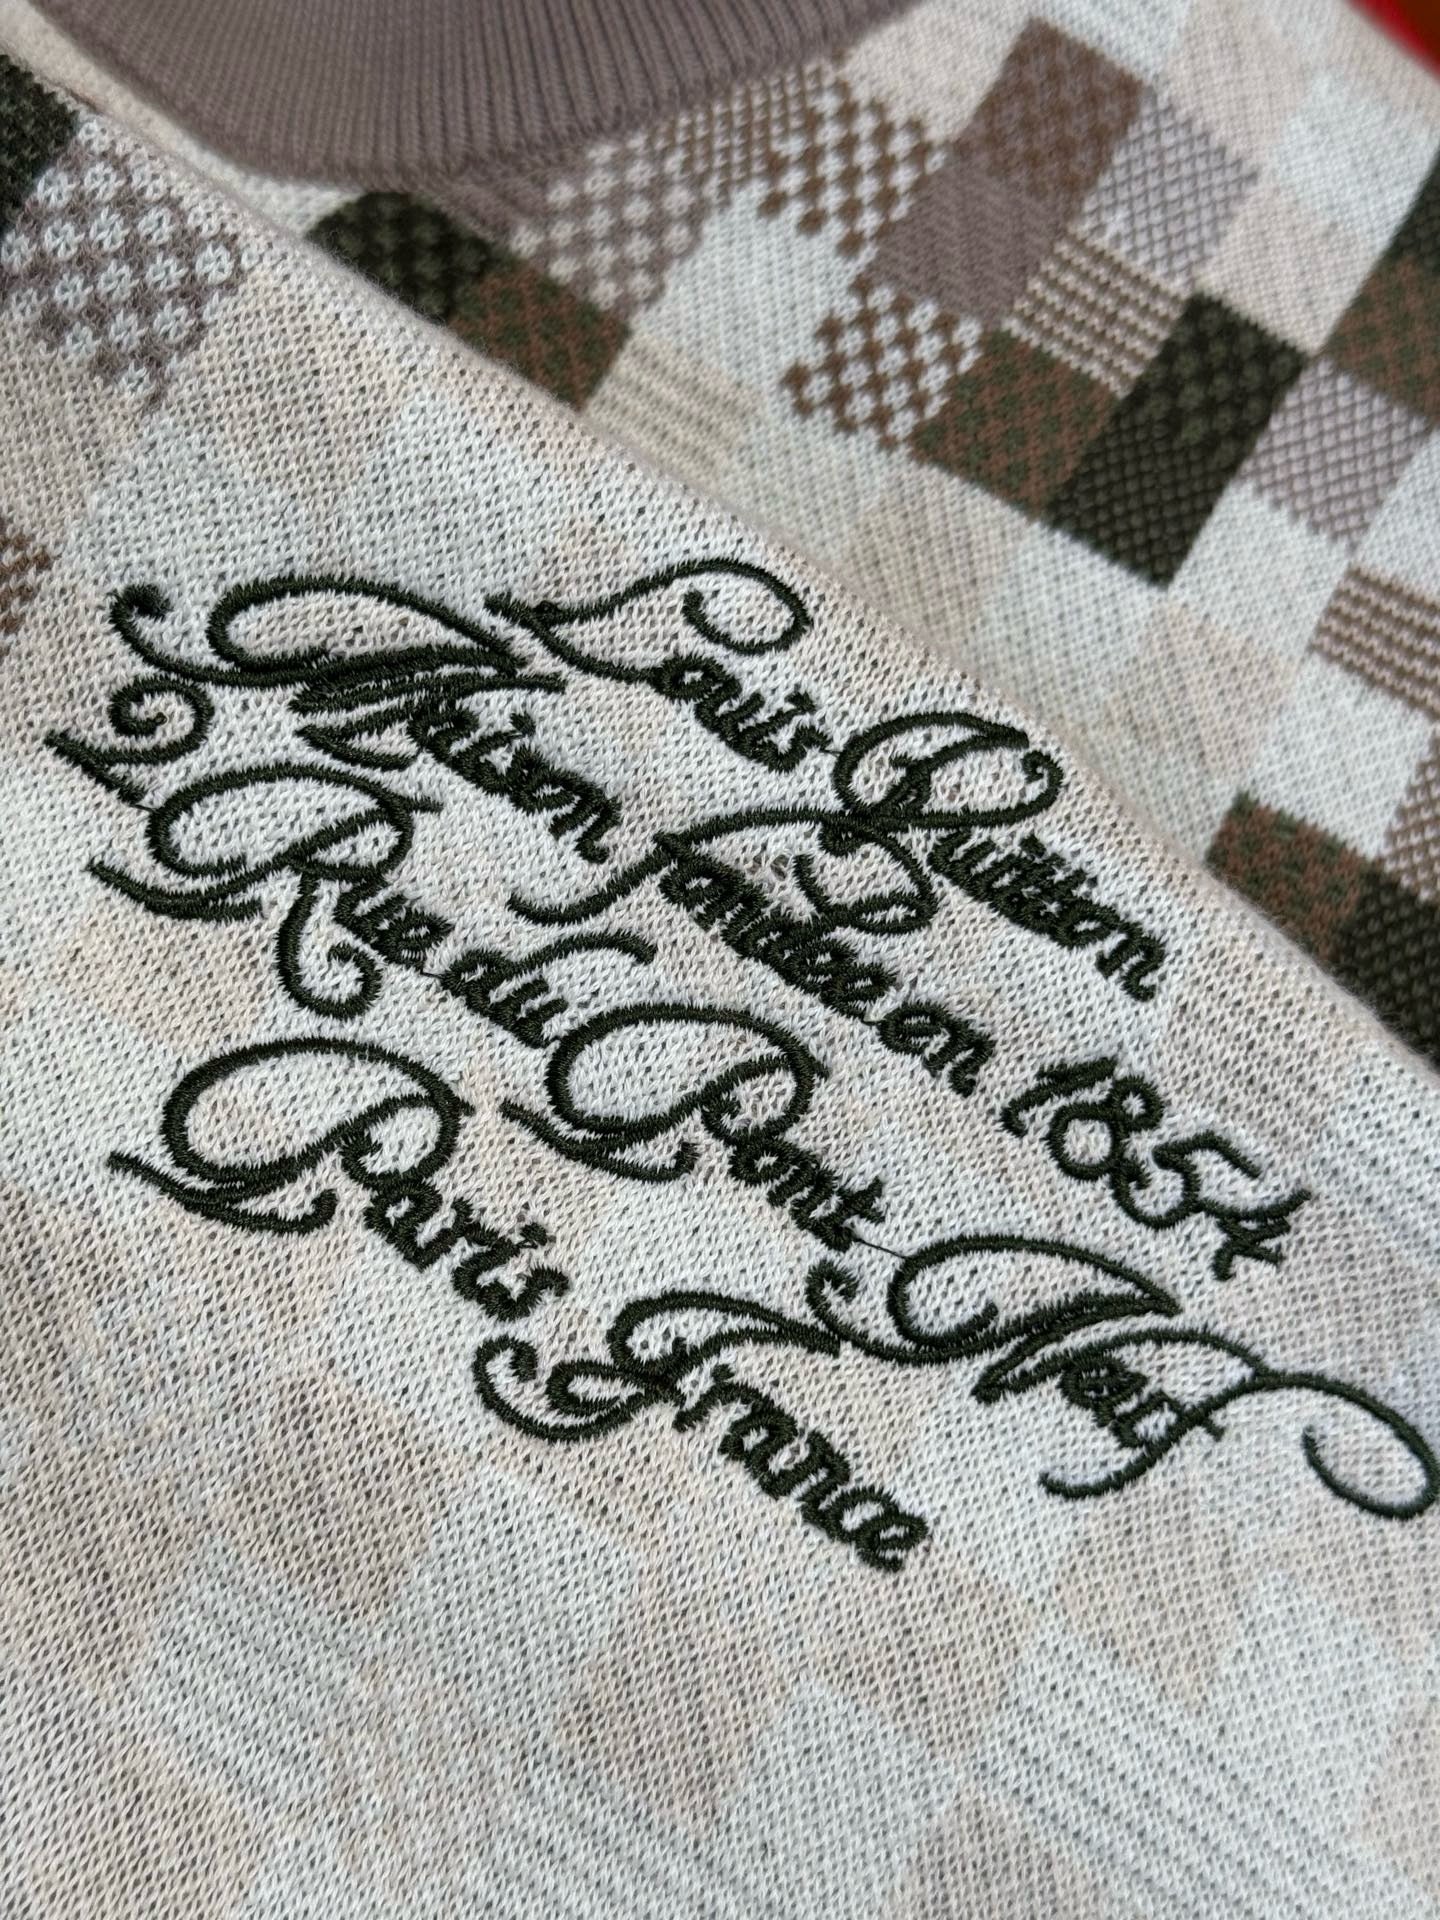 Louis Vuitton
Maison Fondée en 1854
2 Rue du Pont Neuf
Paris France